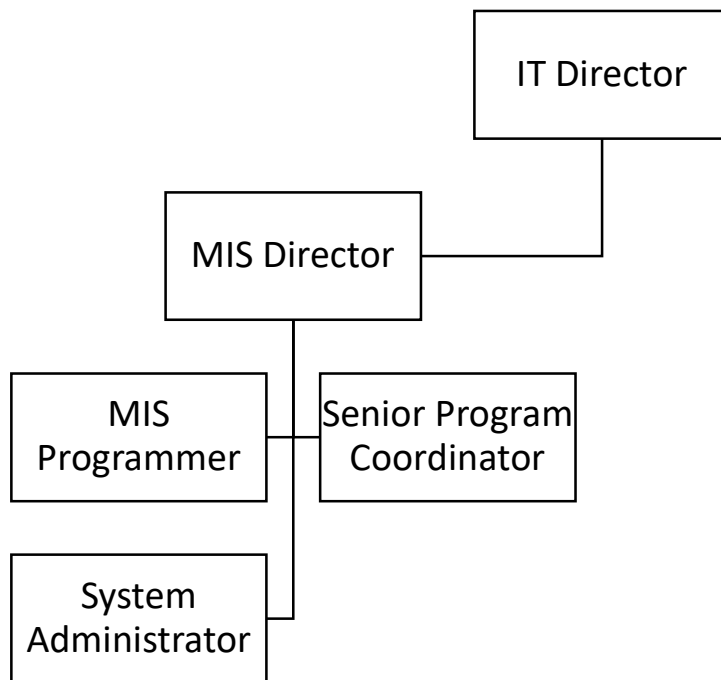 IT Director
MIS Director
MIS
Programmer
Senior Program
Coordinator
System
Administrator